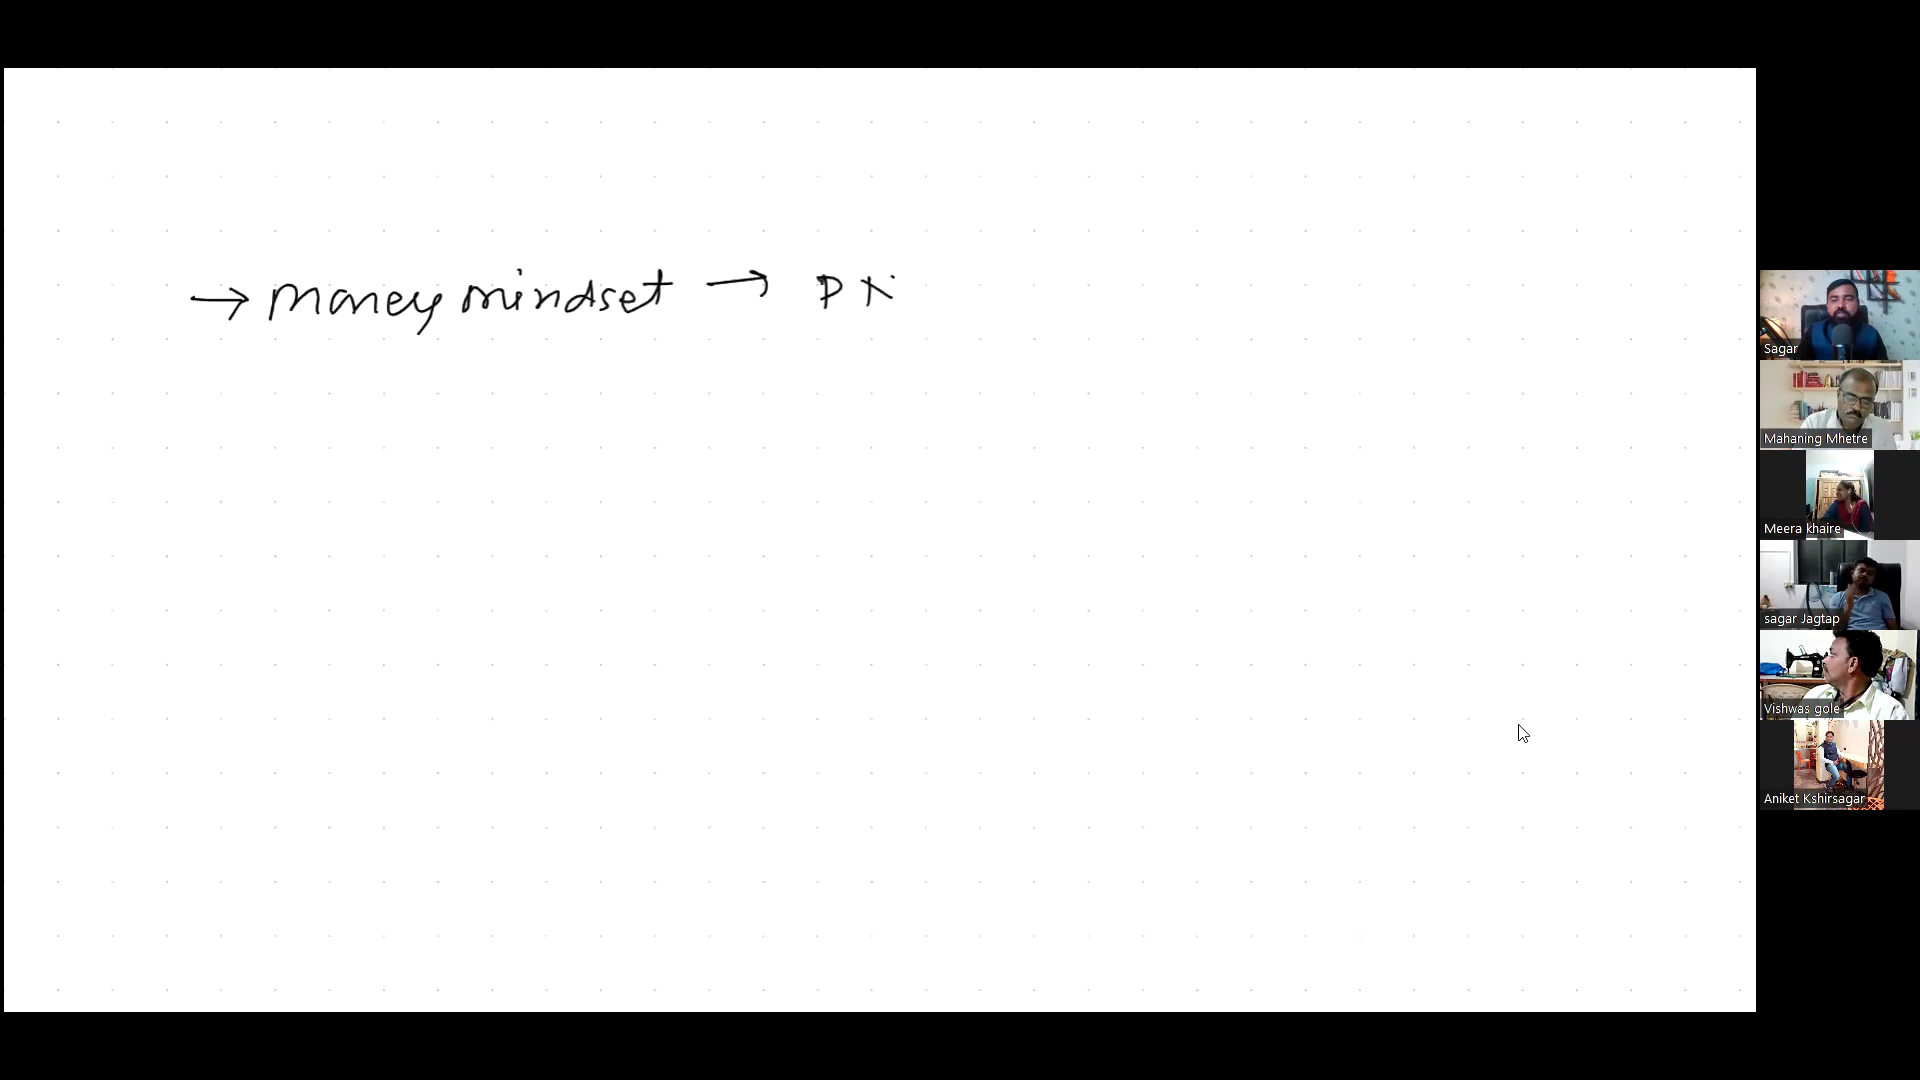 → money mindset → P X
Sagar
Mahaning Mhetre
Meera khaire
sagar Jagtap
Vishwas gole
Aniket Kshirsagar